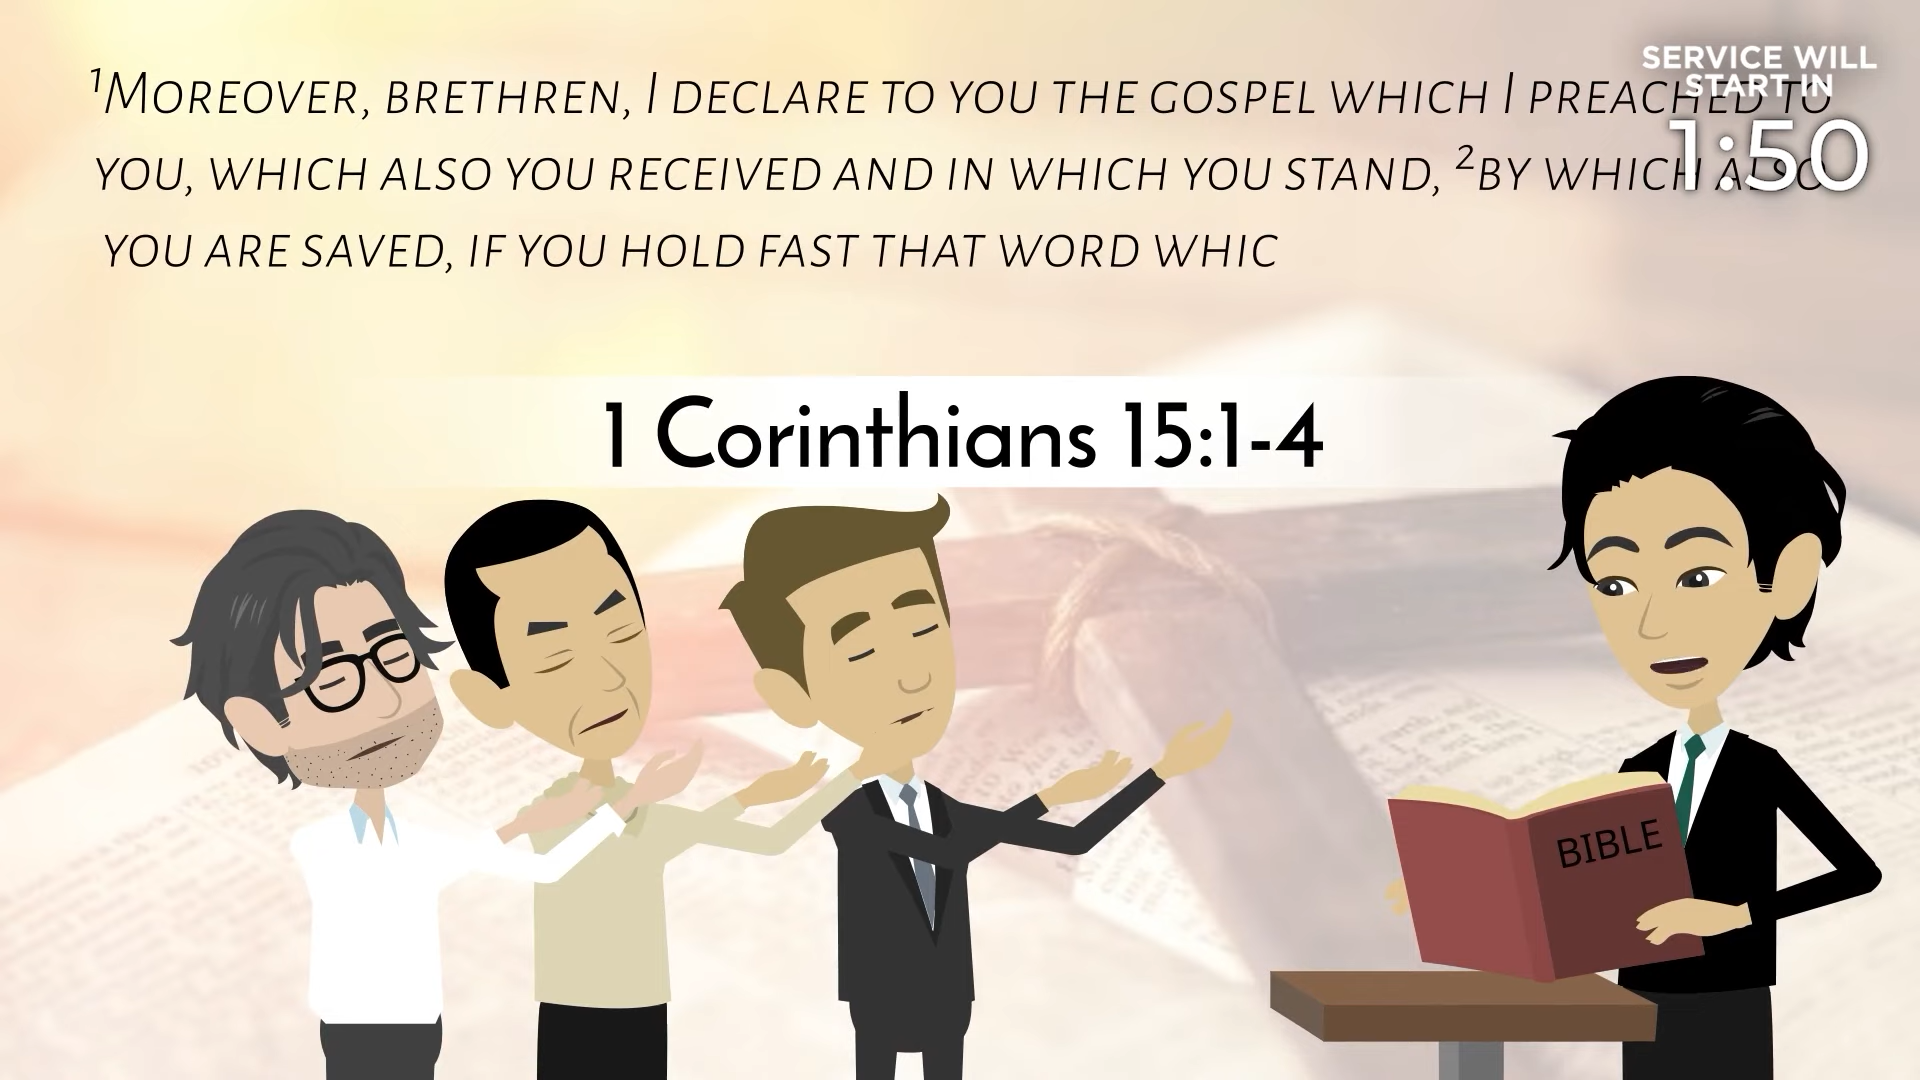 ¹Moreover, brethren, I declare to you the gospel which I preached to
you, which also you received and in which you stand, ²by which also
you are saved, if you hold fast that word whic
SERVICE WILL
START IN
1:50
1 Corinthians 15:1-4
BIBLE